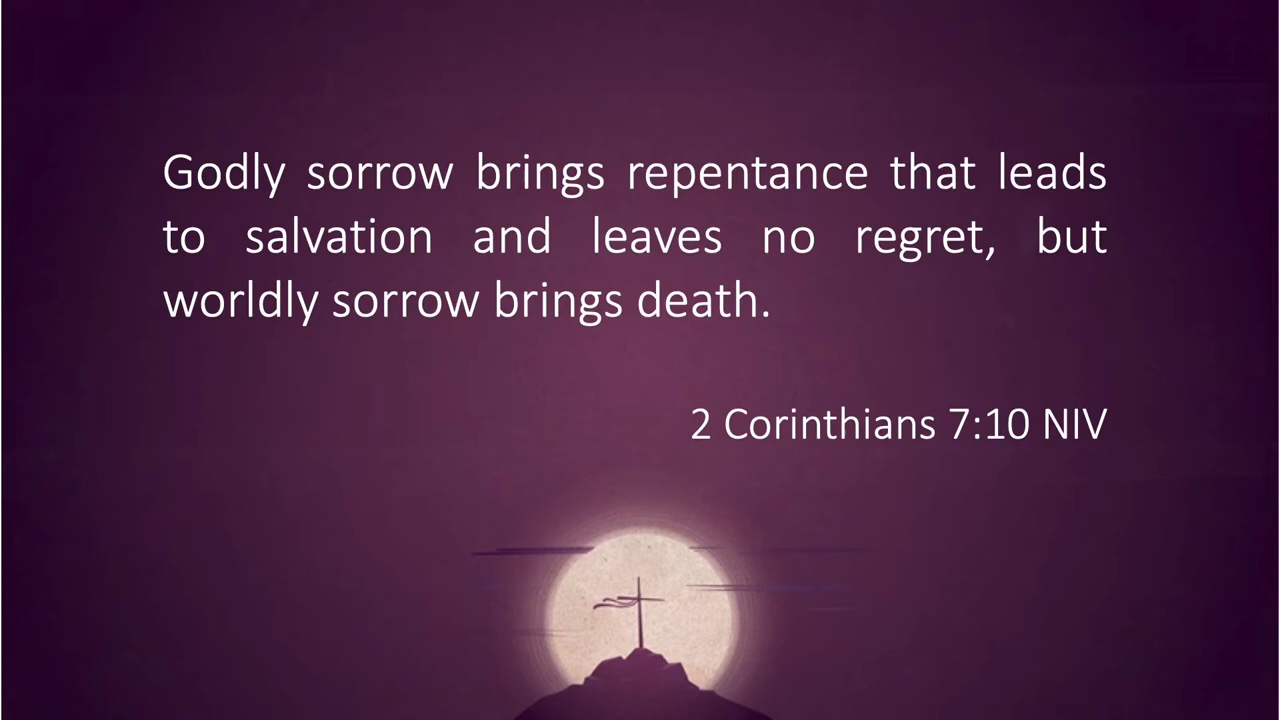 Godly sorrow brings repentance that leads
to salvation and leaves no regret, but
worldly sorrow brings death.
2 Corinthians 7:10 NIV